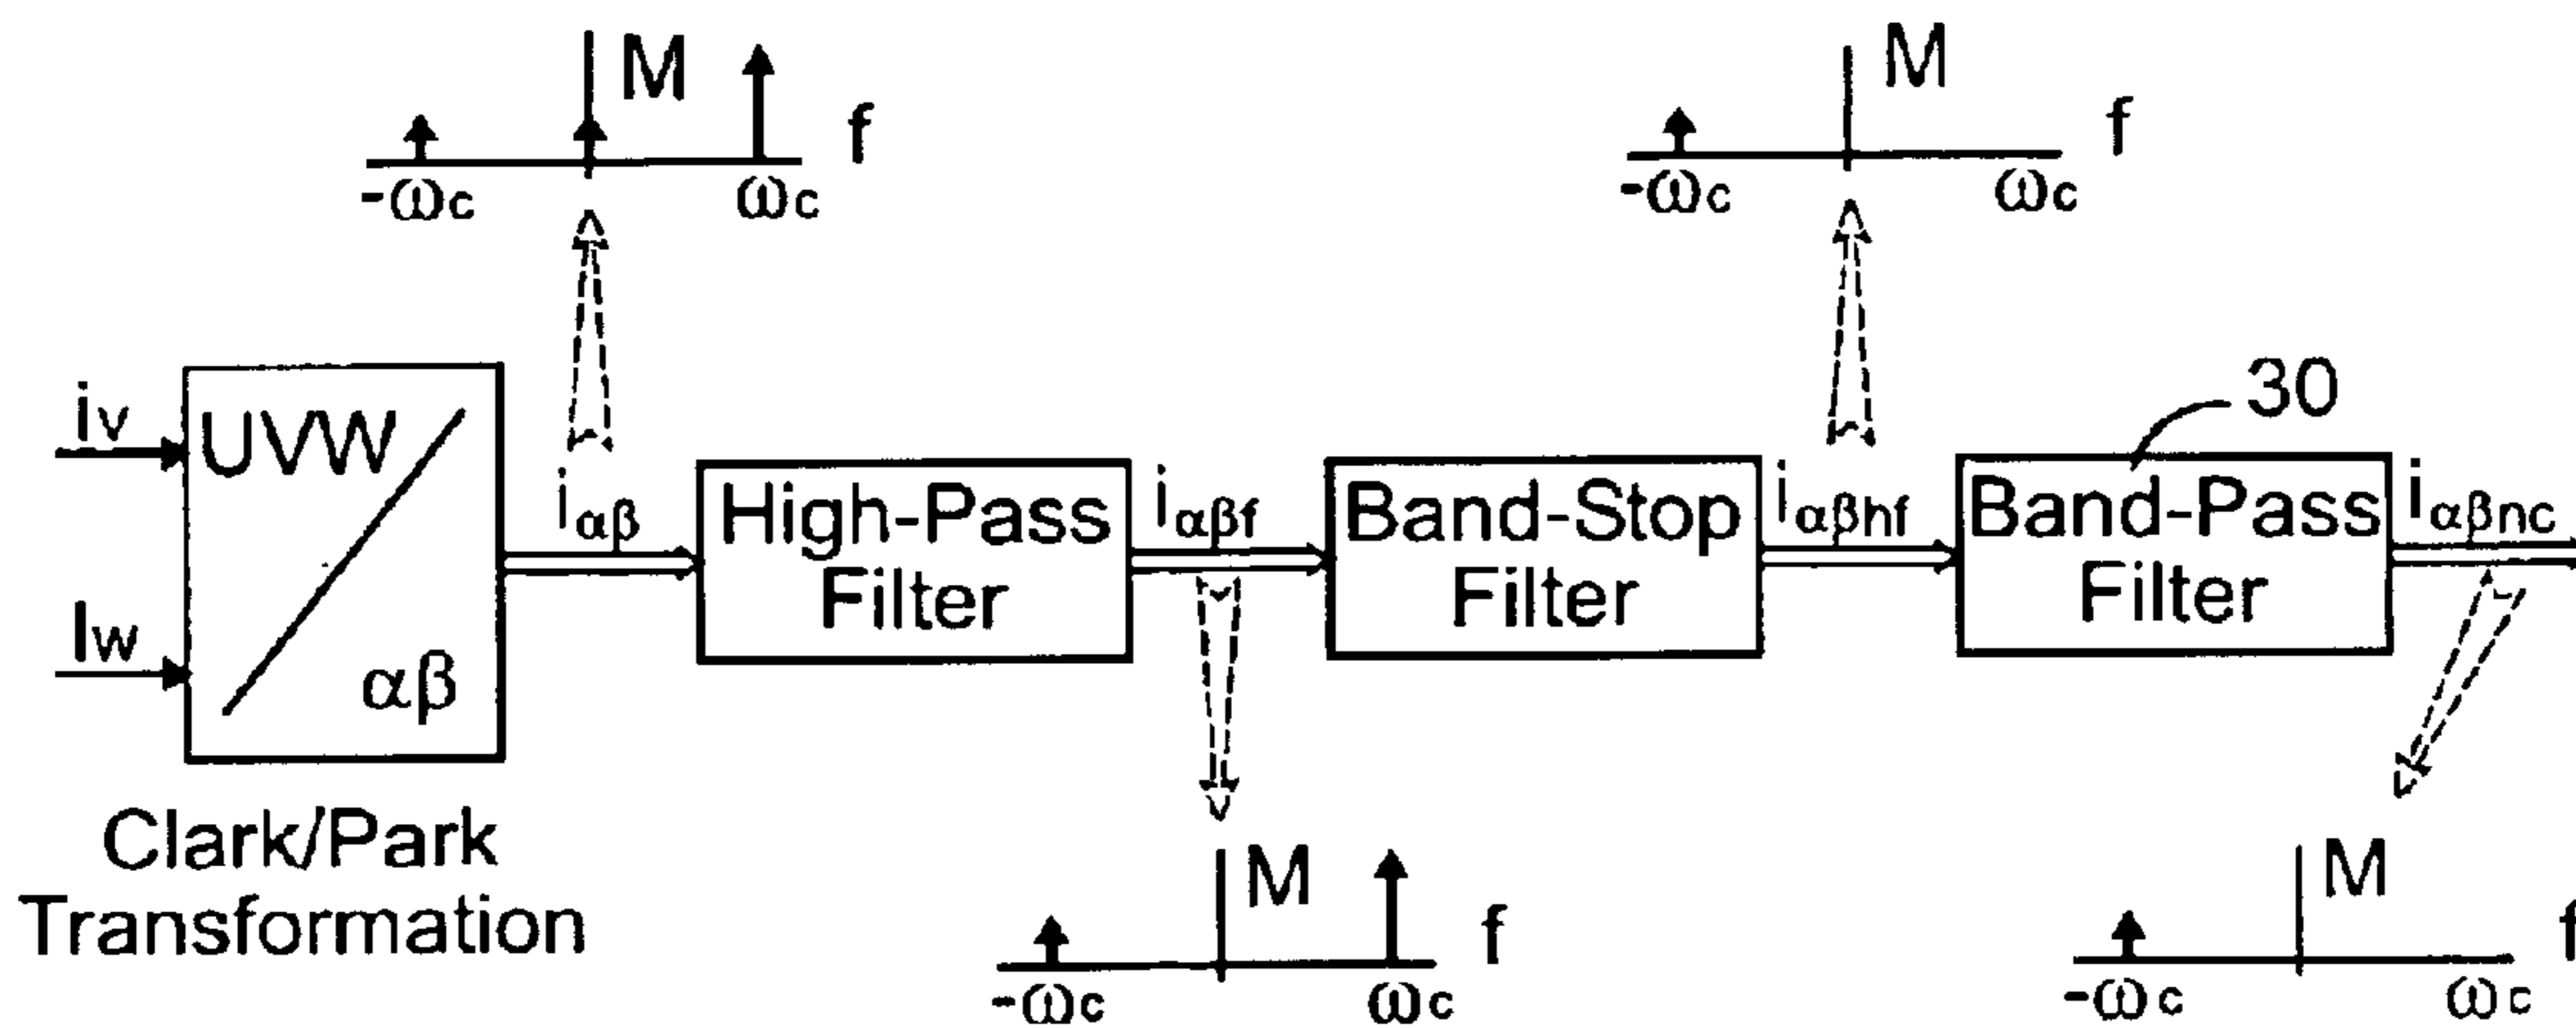 M
f
-ωc
ωc
M
f
-ωc
ωc
30
iv
UVW
iαβ
High-Pass
Filter
iαβf
Band-Stop
Filter
iαβhf
Band-Pass
Filter
iαβnc
Iw
αβ
Clark/Park
Transformation
M
f
-ωc
ωc
M
f
-ωc
ωc